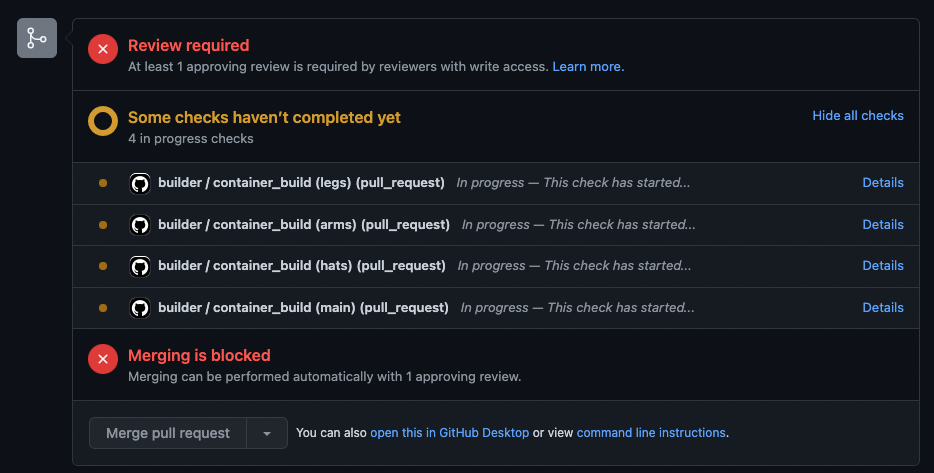 Review required
At least 1 approving review is required by reviewers with write access. Learn more.
Some checks haven't completed yet
Hide all checks
4 in progress checks
builder / container_build (legs) (pull_request) In progress — This check has started... Details
builder / container_build (arms) (pull_request) In progress — This check has started... Details
builder / container_build (hats) (pull_request) In progress — This check has started... Details
builder / container_build (main) (pull_request) In progress — This check has started... Details
Merging is blocked
Merging can be performed automatically with 1 approving review.
Merge pull request
You can also open this in GitHub Desktop or view command line instructions.